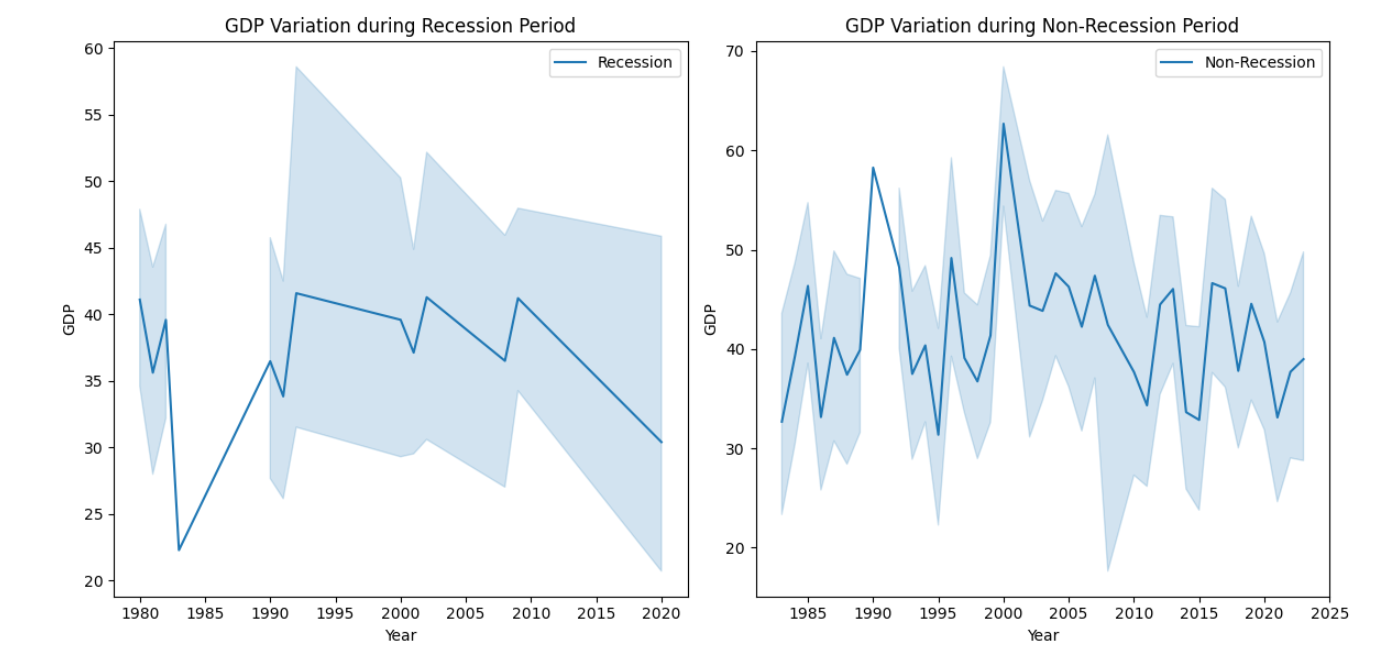 GDP Variation during Recession Period
60
55
50
45
40
35
30
25
20
GDP
Recession
1980 1985 1990 1995 2000 2005 2010 2015 2020
Year
GDP Variation during Non-Recession Period
70
60
50
40
30
20
GDP
Non-Recession
1985 1990 1995 2000 2005 2010 2015 2020 2025
Year